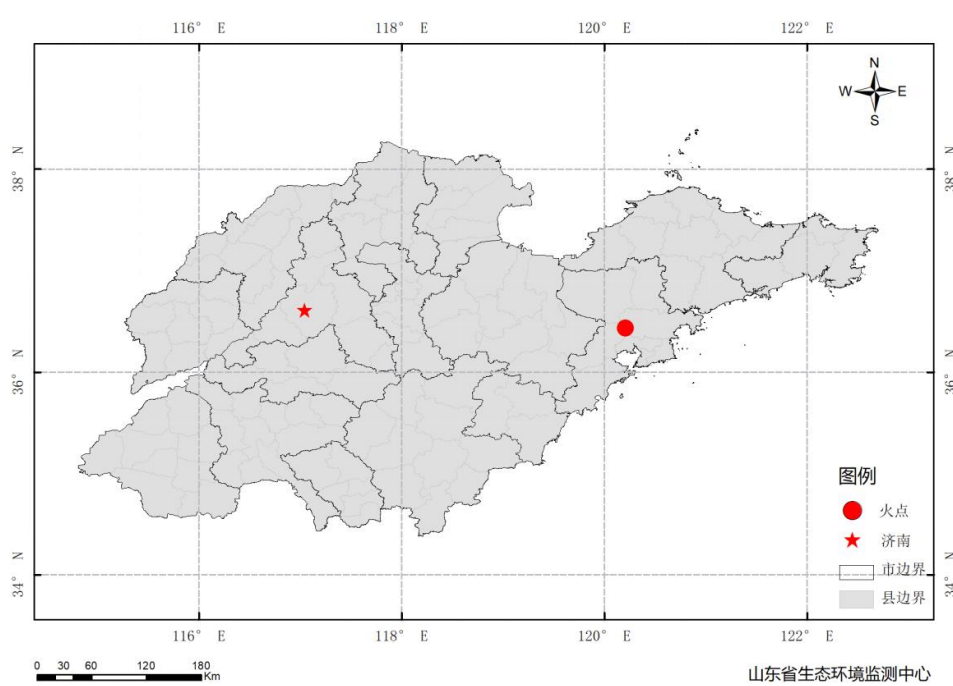 116° E 118° E 120° E 122° E
N
W E
S
38° N 38° N
36° N 36° N
34° N 34° N
图例
火点
济南
市边界
县边界
116° E 118° E 120° E 122° E
0 30 60 120 180
Km
山东省生态环境监测中心